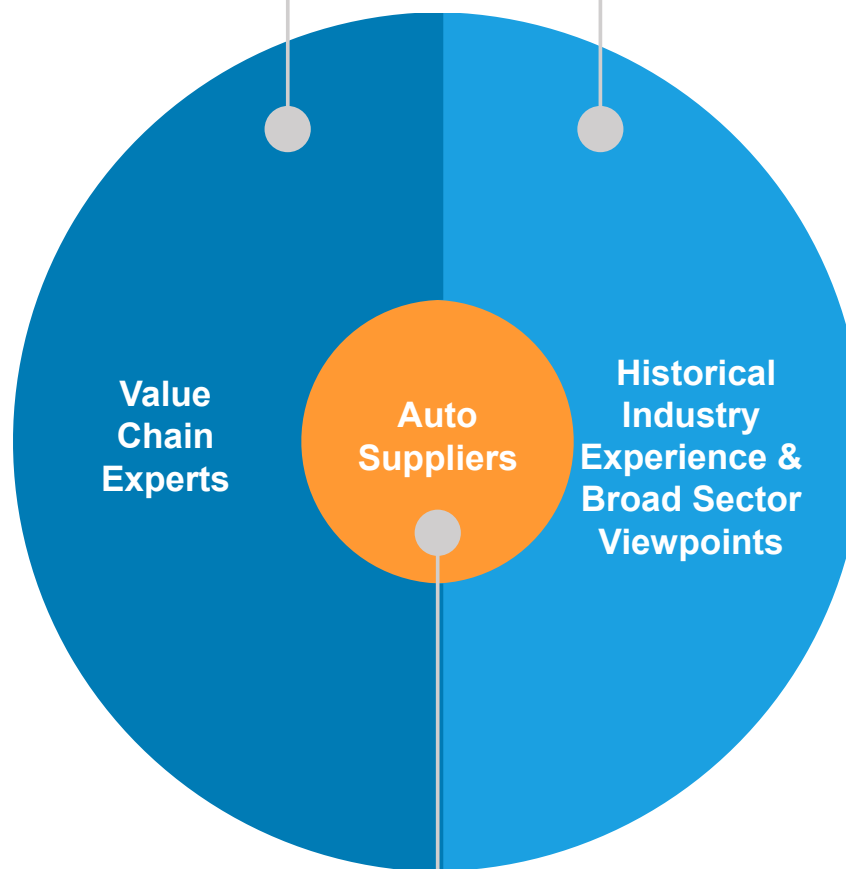 Value
Chain
Experts
Auto
Suppliers
Historical
Industry
Experience &
Broad Sector
Viewpoints